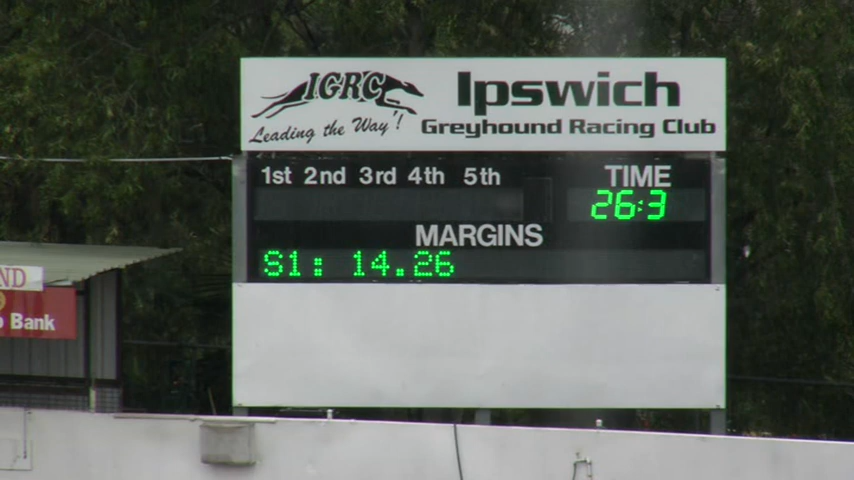 IGRC
Leading the Way'!
Ipswich
Greyhound Racing Club
1st 2nd 3rd 4th 5th
TIME
26:3
MARGINS
S1: 14.26
ND
Bank